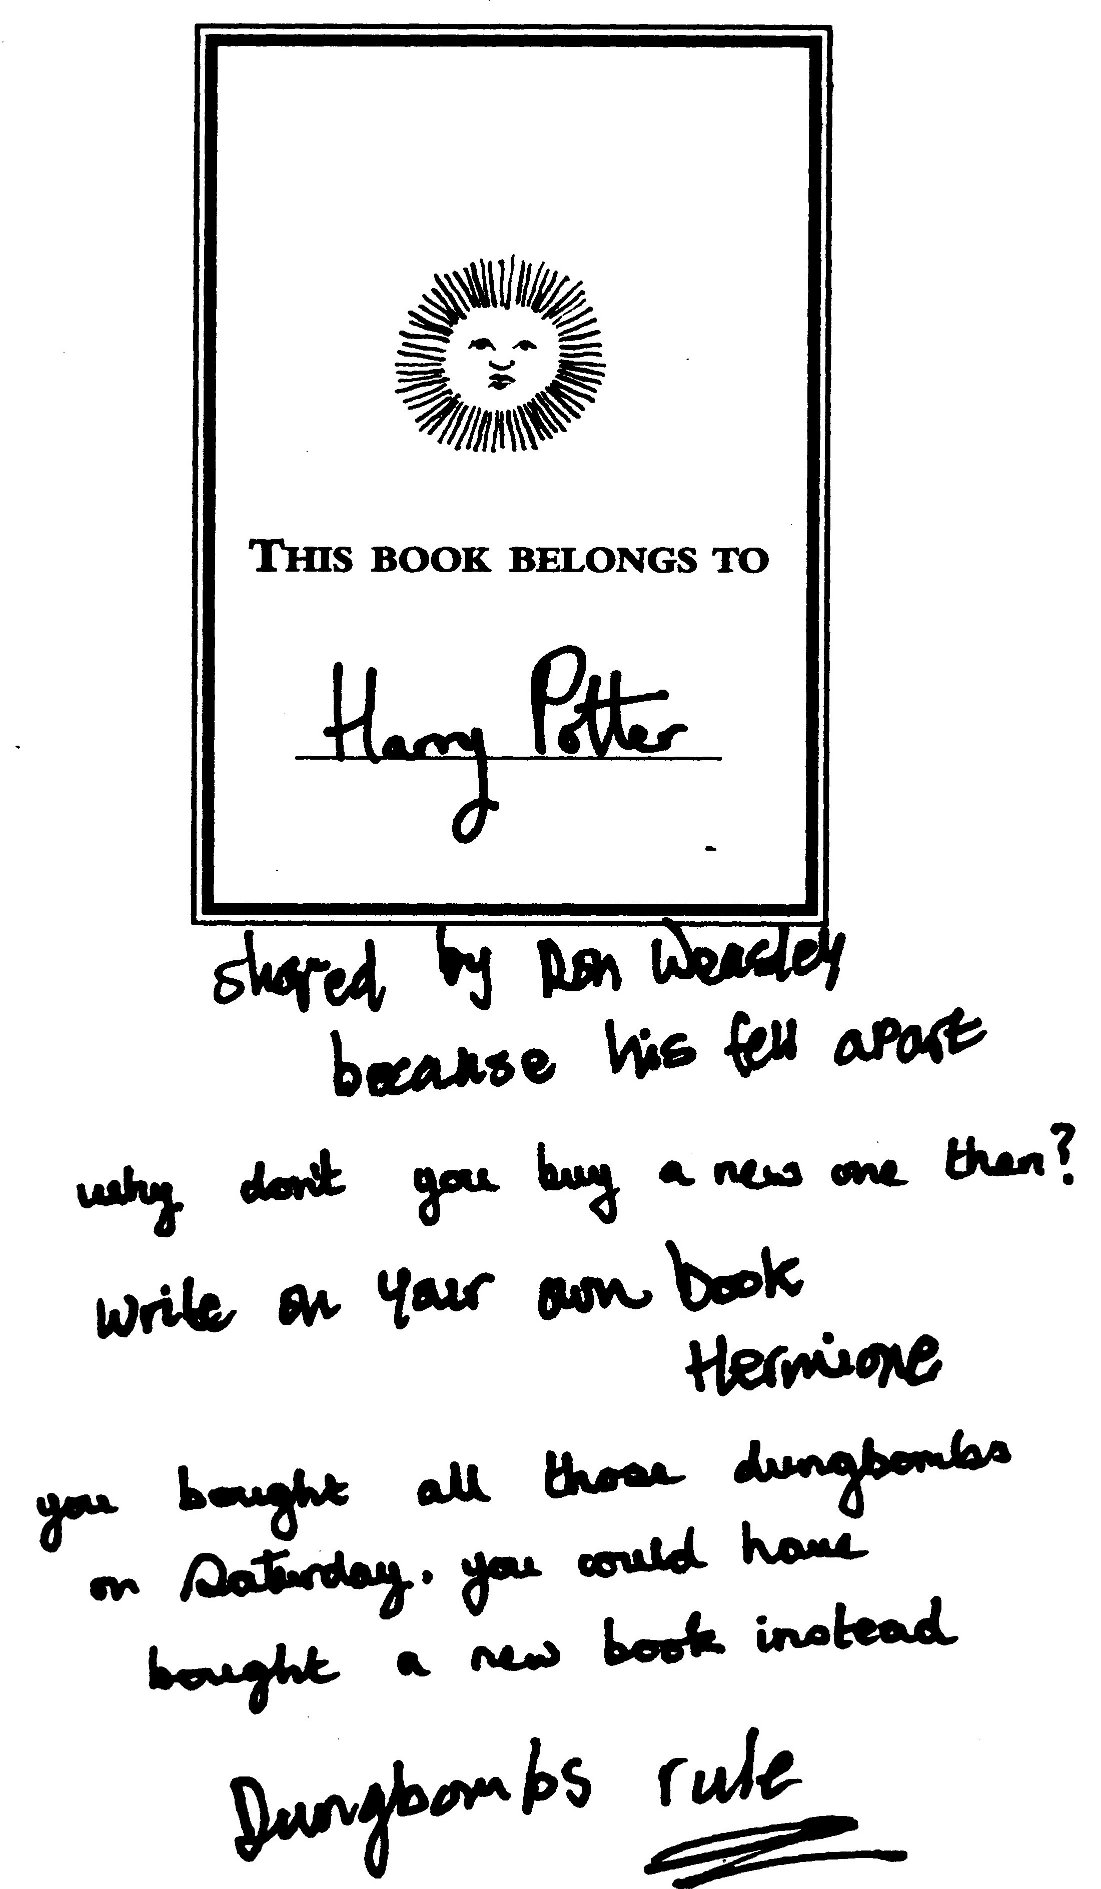 THIS BOOK BELONGS TO
Harry Potter
shared by Ron Weasley
because his fell apart
why don't you buy a new one then?
write on your own book
Hermione
you bought all those dungbombs
on Saturday. you could have
bought a new book instead
Dungbombs rule